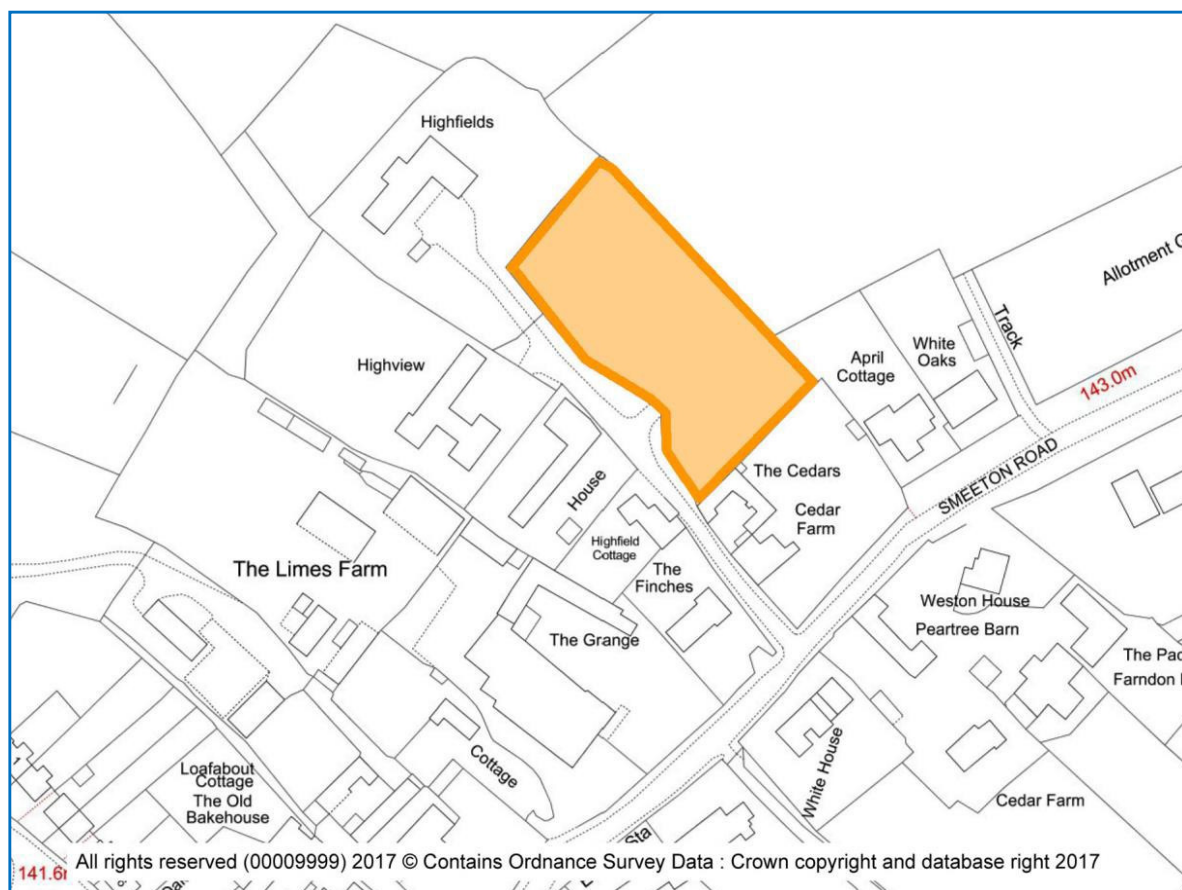 Highfields
Allotment
Track
White
Oaks
April
Cottage
143.0m
Highview
SMEETON ROAD
The Cedars
House
Cedar
Farm
Highfield
Cottage
The
Finches
The Limes Farm
Weston House
Peartree Barn
The Grange
The
Farndon
Cottage
White House
Loafabout
Cottage
The Old
Bakehouse
Cedar Farm
All rights reserved (00009999) 2017 © Contains Ordnance Survey Data : Crown copyright and database right 2017